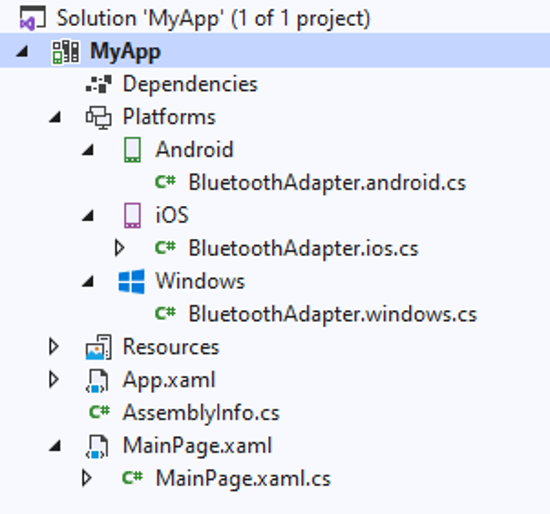 Solution 'MyApp' (1 of 1 project)
MyApp
Dependencies
Platforms
Android
C# BluetoothAdapter.android.cs
iOS
C# BluetoothAdapter.ios.cs
Windows
C# BluetoothAdapter.windows.cs
Resources
App.xaml
C# AssemblyInfo.cs
MainPage.xaml
C# MainPage.xaml.cs